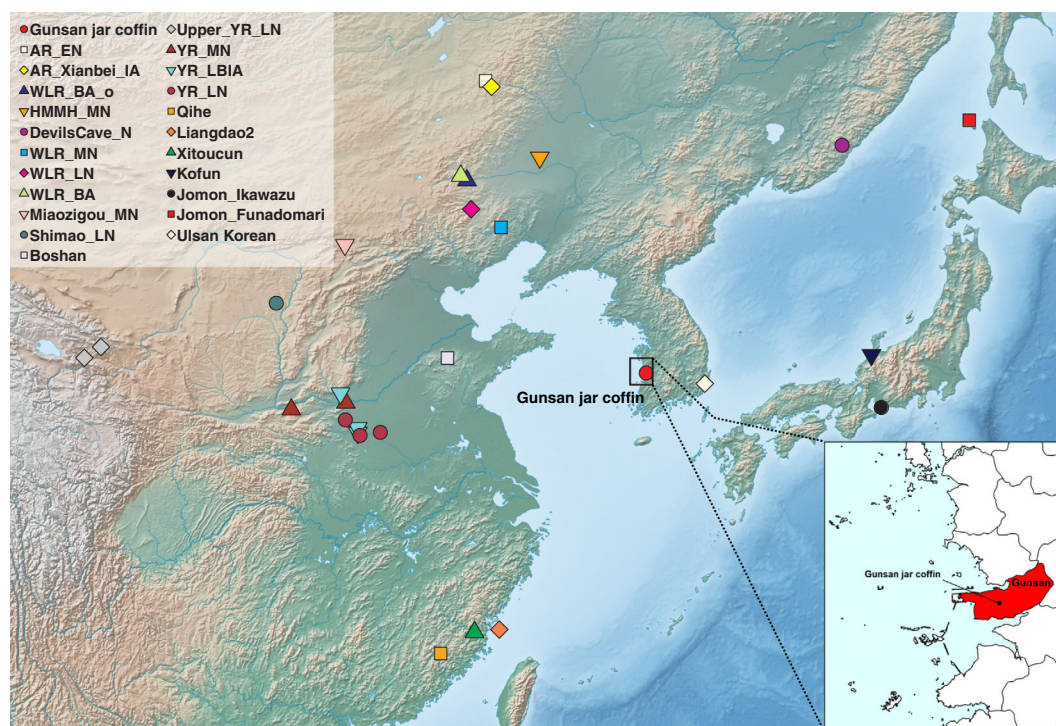 Gunsan jar coffin
AR_EN
AR_Xianbei_IA
WLR_BA_o
HMMH_MN
DevilsCave_N
WLR_MN
WLR_LN
WLR_BA
Miaozigou_MN
Shimao_LN
Boshan
Upper_YR_LN
YR_MN
YR_LBIA
YR_LN
Qihe
Liangdao2
Xitoucun
Kofun
Jomon_Ikawazu
Jomon_Funadomari
Ulsan Korean
Gunsan jar coffin
Gunsan jar coffin
Gunsan